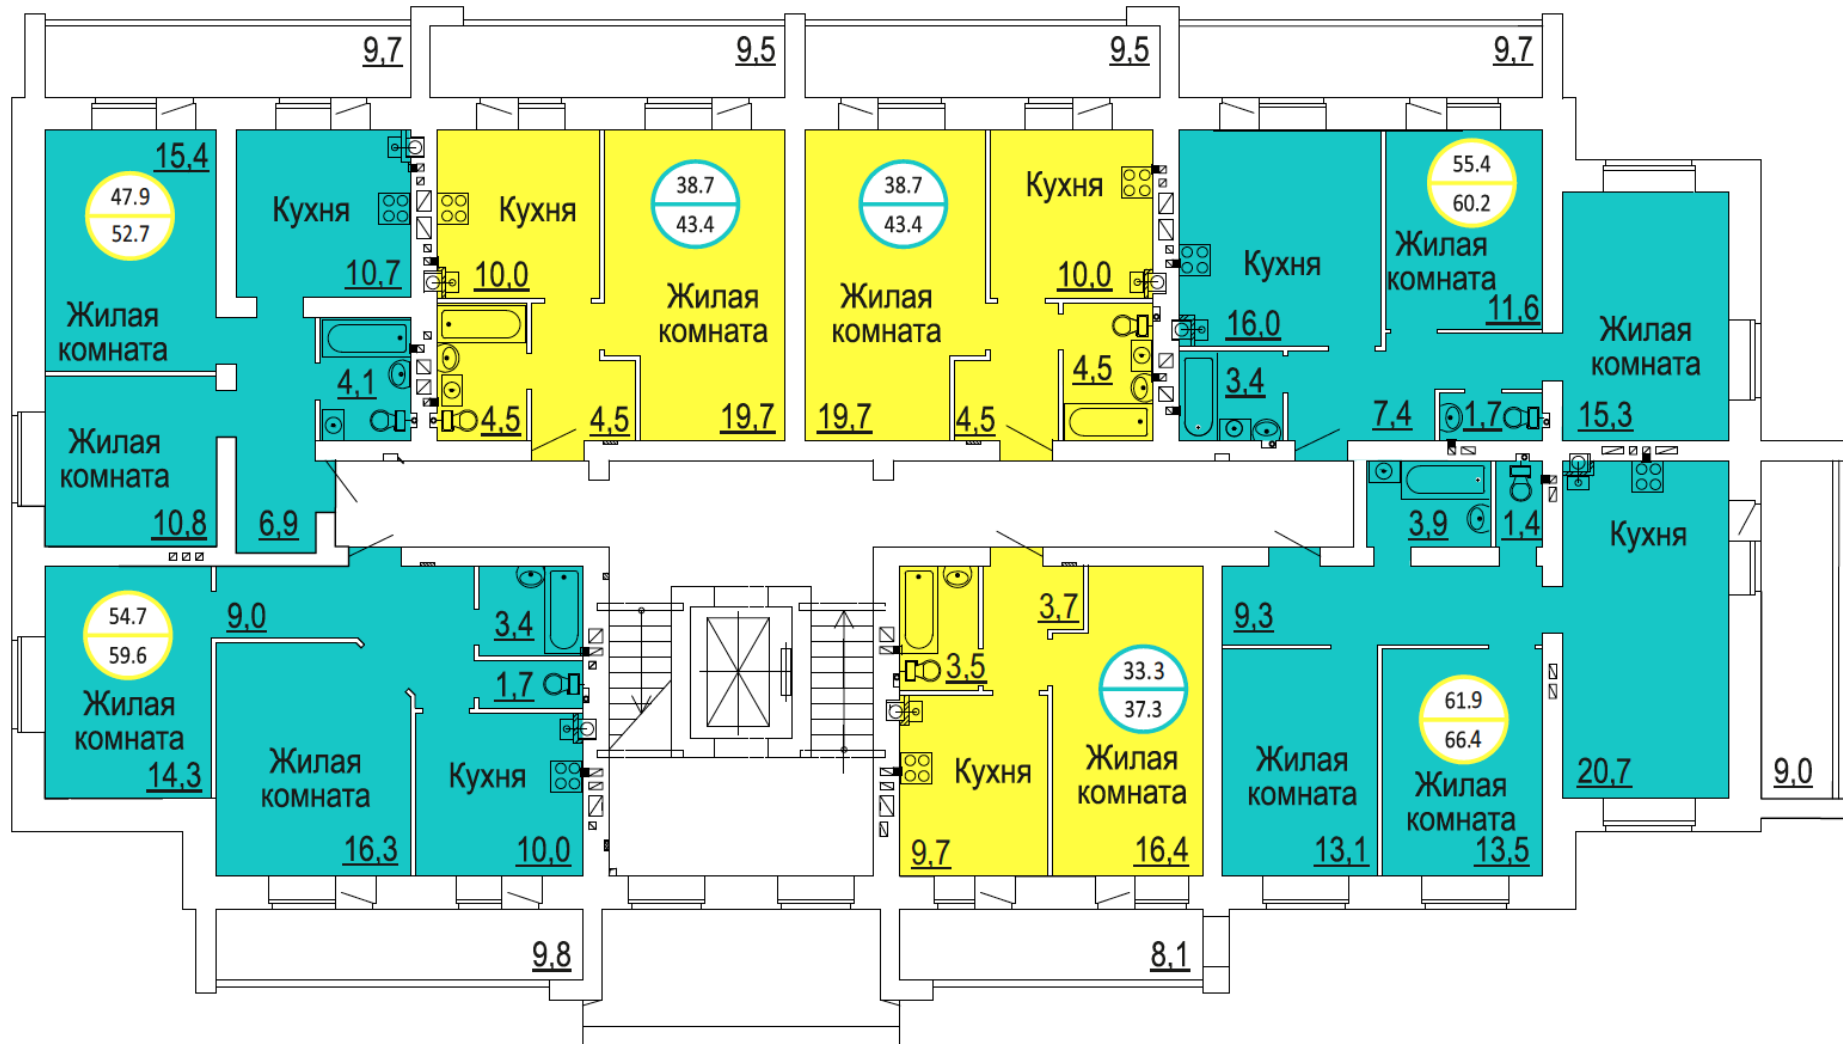 9,7
9,5
9,5
9,7
15,4
47.9
52.7
Кухня
10,7
Жилая
комната
4,1
Жилая
комната
10,8
6,9
Кухня
10,0
38.7
43.4
Жилая
комната
4,5
4,5
19,7
38.7
43.4
Жилая
комната
19,7
Кухня
10,0
4,5
4,5
Кухня
16,0
55.4
60.2
Жилая
комната
11,6
Жилая
комната
15,3
3,4
7,4
1,7
54.7
59.6
Жилая
комната
14,3
9,0
3,4
1,7
Жилая
комната
16,3
Кухня
10,0
3,7
3,5
33.3
37.3
Кухня
9,7
Жилая
комната
16,4
3,9
1,4
Кухня
20,7
9,3
Жилая
комната
13,1
61.9
66.4
Жилая
комната
13,5
9,0
9,8
8,1